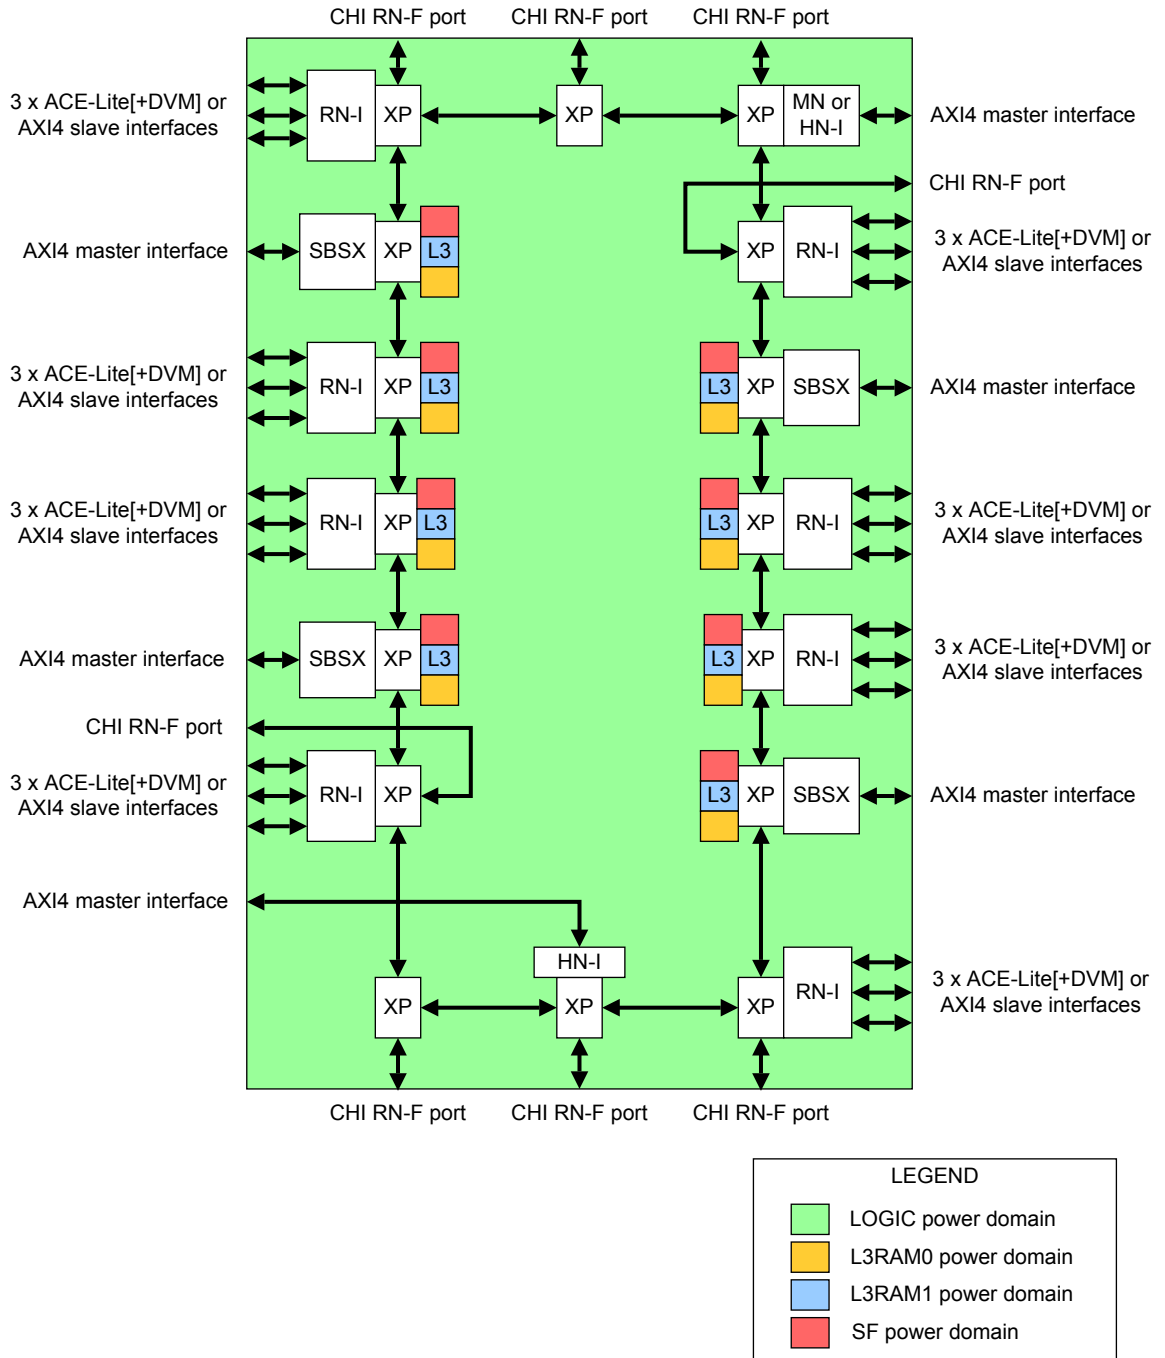 CHI RN-F port
CHI RN-F port
CHI RN-F port
3 x ACE-Lite[+DVM] or
AXI4 slave interfaces
RN-I
XP
XP
XP
MN or
HN-I
AXI4 master interface
CHI RN-F port
AXI4 master interface
SBSX
XP
L3
XP
RN-I
3 x ACE-Lite[+DVM] or
AXI4 slave interfaces
3 x ACE-Lite[+DVM] or
AXI4 slave interfaces
RN-I
XP
L3
L3
XP
SBSX
AXI4 master interface
3 x ACE-Lite[+DVM] or
AXI4 slave interfaces
RN-I
XP
L3
L3
XP
RN-I
3 x ACE-Lite[+DVM] or
AXI4 slave interfaces
AXI4 master interface
SBSX
XP
L3
L3
XP
RN-I
3 x ACE-Lite[+DVM] or
AXI4 slave interfaces
CHI RN-F port
3 x ACE-Lite[+DVM] or
AXI4 slave interfaces
RN-I
XP
L3
XP
SBSX
AXI4 master interface
AXI4 master interface
HN-I
XP
XP
XP
RN-I
3 x ACE-Lite[+DVM] or
AXI4 slave interfaces
CHI RN-F port
CHI RN-F port
CHI RN-F port
LEGEND
LOGIC power domain
L3RAM0 power domain
L3RAM1 power domain
SF power domain